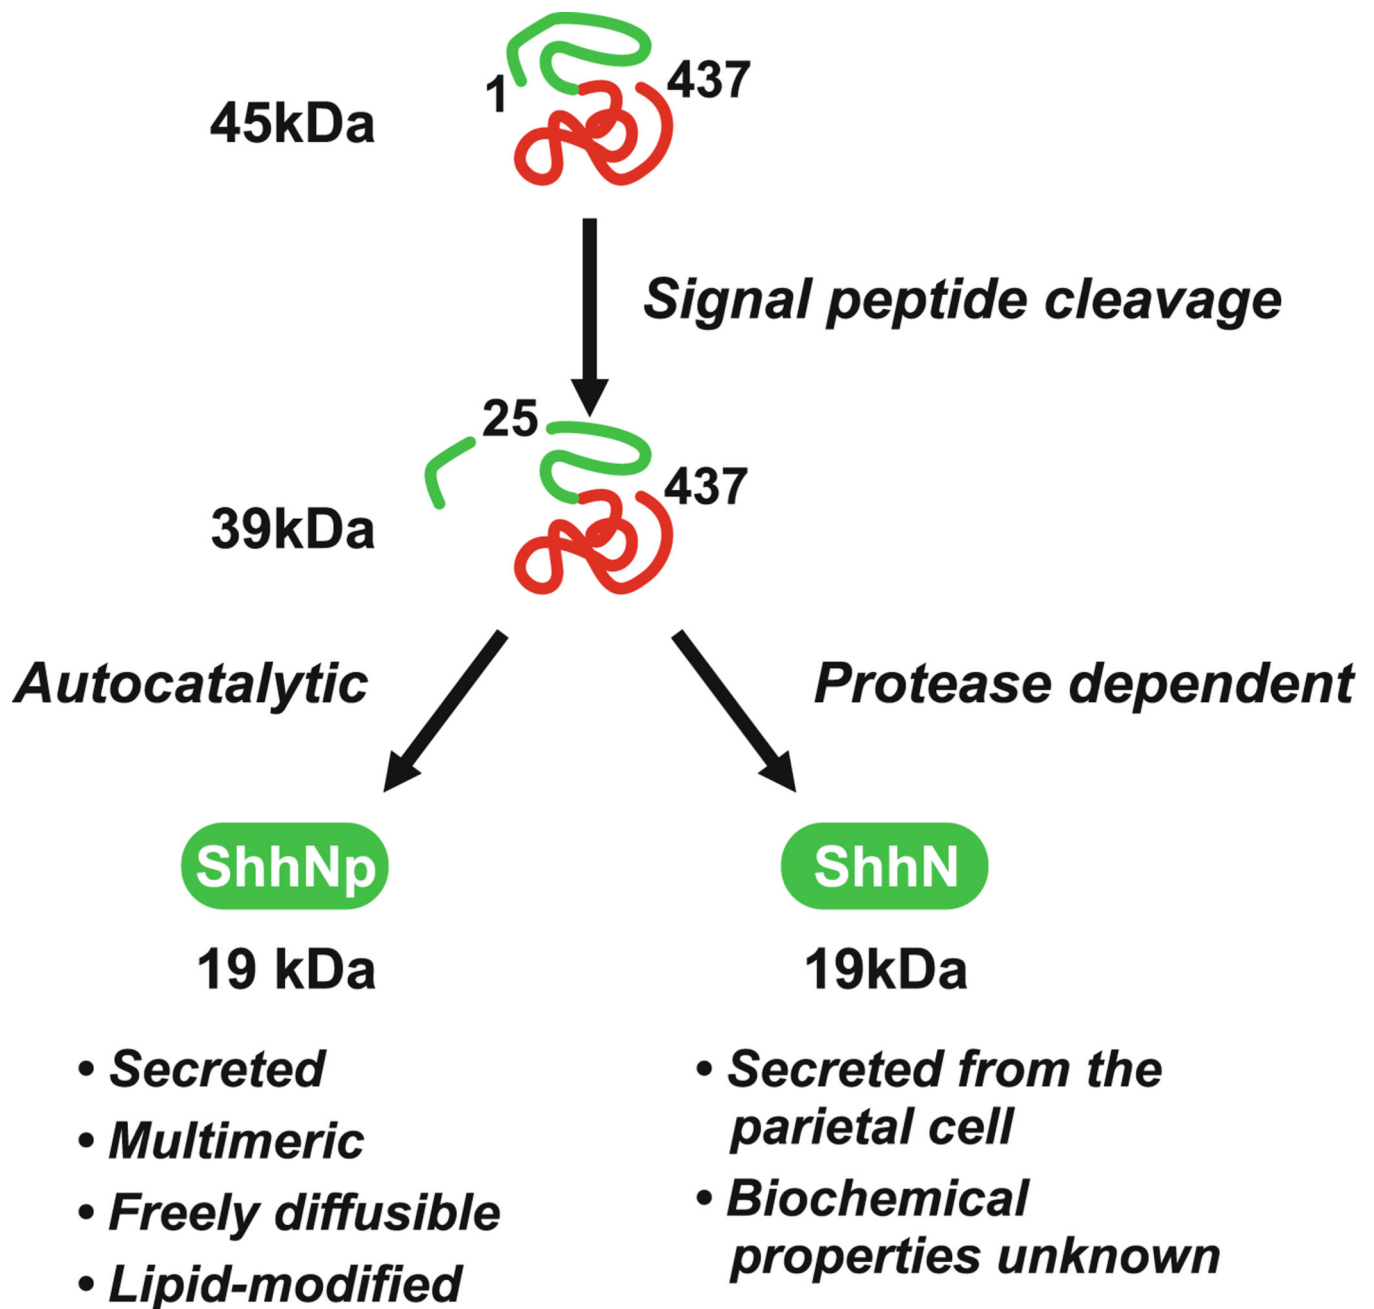 1
437
45kDa
Signal peptide cleavage
25
437
39kDa
Autocatalytic
Protease dependent
ShhNp
ShhN
19 kDa
19kDa
• Secreted
• Multimeric
• Freely diffusible
• Lipid-modified
• Secreted from the
parietal cell
• Biochemical
properties unknown